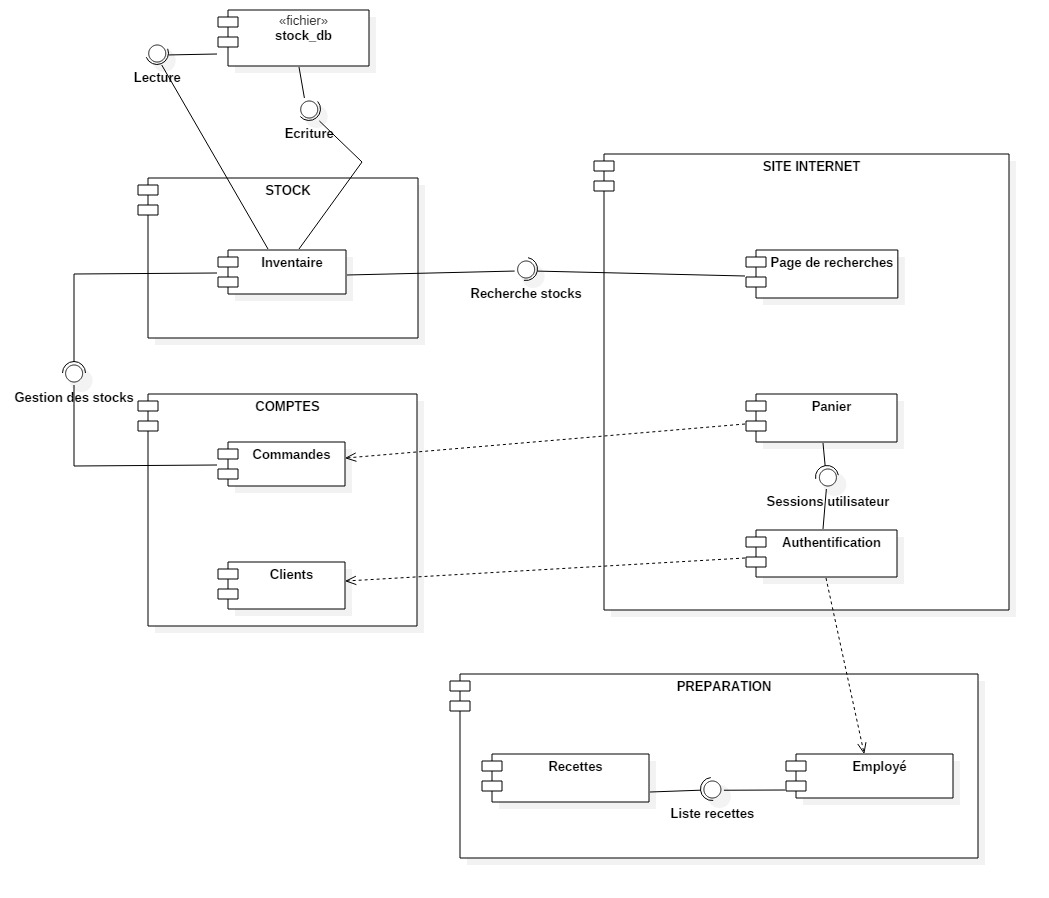 «fichier»
stock_db
Lecture
Ecriture
STOCK
SITE INTERNET
Inventaire
Page de recherches
Recherche stocks
Gestion des stocks
COMPTES
Panier
Commandes
Sessions utilisateur
Authentification
Clients
PREPARATION
Recettes
Employé
Liste recettes